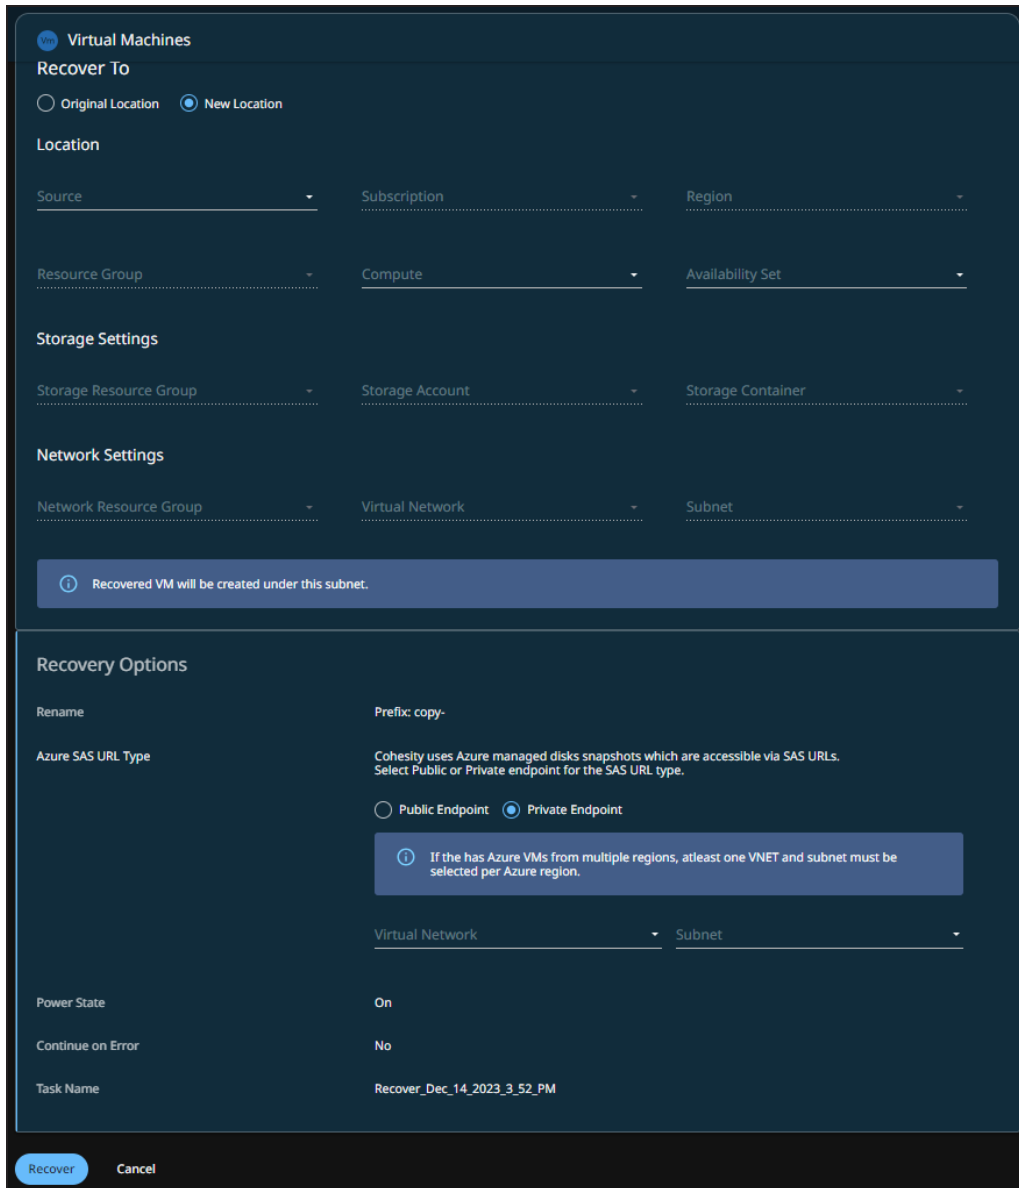 Vm Virtual Machines
Recover To
Original Location New Location
Location
Source Subscription Region
Resource Group Compute Availability Set
Storage Settings
Storage Resource Group Storage Account Storage Container
Network Settings
Network Resource Group Virtual Network Subnet
Recovered VM will be created under this subnet.
Recovery Options
Rename Prefix: copy-
Azure SAS URL Type Cohesity uses Azure managed disks snapshots which are accessible via SAS URLs.
Select Public or Private endpoint for the SAS URL type.
Public Endpoint Private Endpoint
If the has Azure VMs from multiple regions, atleast one VNET and subnet must be
selected per Azure region.
Virtual Network Subnet
Power State On
Continue on Error No
Task Name Recover_Dec_14_2023_3_52_PM
Recover Cancel